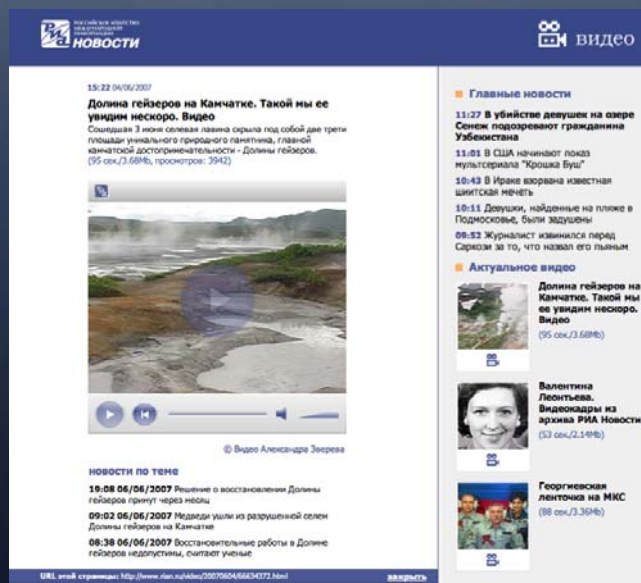 РОССИЙСКОЕ АГЕНТСТВО
МЕЖДУНАРОДНОЙ
ИНФОРМАЦИИ
НОВОСТИ
видео
15:22 04/06/2007
Долина гейзеров на Камчатке. Такой мы ее
увидим нескоро. Видео
Сошедшая 3 июня селевая лавина скрыла под собой две трети
площади уникального природного памятника, главной
камчатской достопримечательности - Долины гейзеров.
(95 сек./3.68Mb, просмотров: 3942)
© Видео Александра Зверева
новости по теме
19:08 06/06/2007 Решение о восстановлении Долины
гейзеров примут через месяц
09:02 06/06/2007 Медведи ушли из разрушенной селем
Долины гейзеров на Камчатке
08:38 06/06/2007 Восстановительные работы в Долине
гейзеров недопустимы, считают ученые
URL этой страницы: http://www.rian.ru/video/20070604/66634372.html
закрыть
Главные новости
11:27 В убийстве девушек на озере
Сенеж подозревают гражданина
Узбекистана
11:01 В США начинают показ
мультсериала "Крошка Буш"
10:43 В Ираке взорвана известная
шиитская мечеть
10:11 Девушки, найденные на пляже в
Подмосковье, были задушены
09:52 Журналист извинился перед
Саркози за то, что назвал его пьяным
Актуальное видео
Долина гейзеров на
Камчатке. Такой мы
ее увидим нескоро.
Видео
(95 сек./3.68Mb)
Валентина
Леонтьева.
Видеокадры из
архива РИА Новости
(53 сек./2.14Mb)
Георгиевская
ленточка на МКС
(88 сек./3.36Mb)